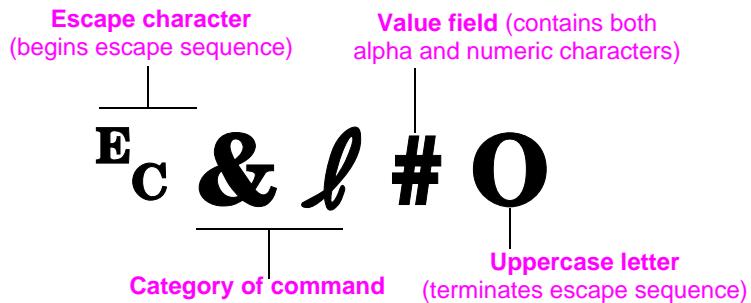 Escape character
(begins escape sequence)
Value field (contains both
alpha and numeric characters)
EC & ℓ # O
Category of command
Uppercase letter
(terminates escape sequence)